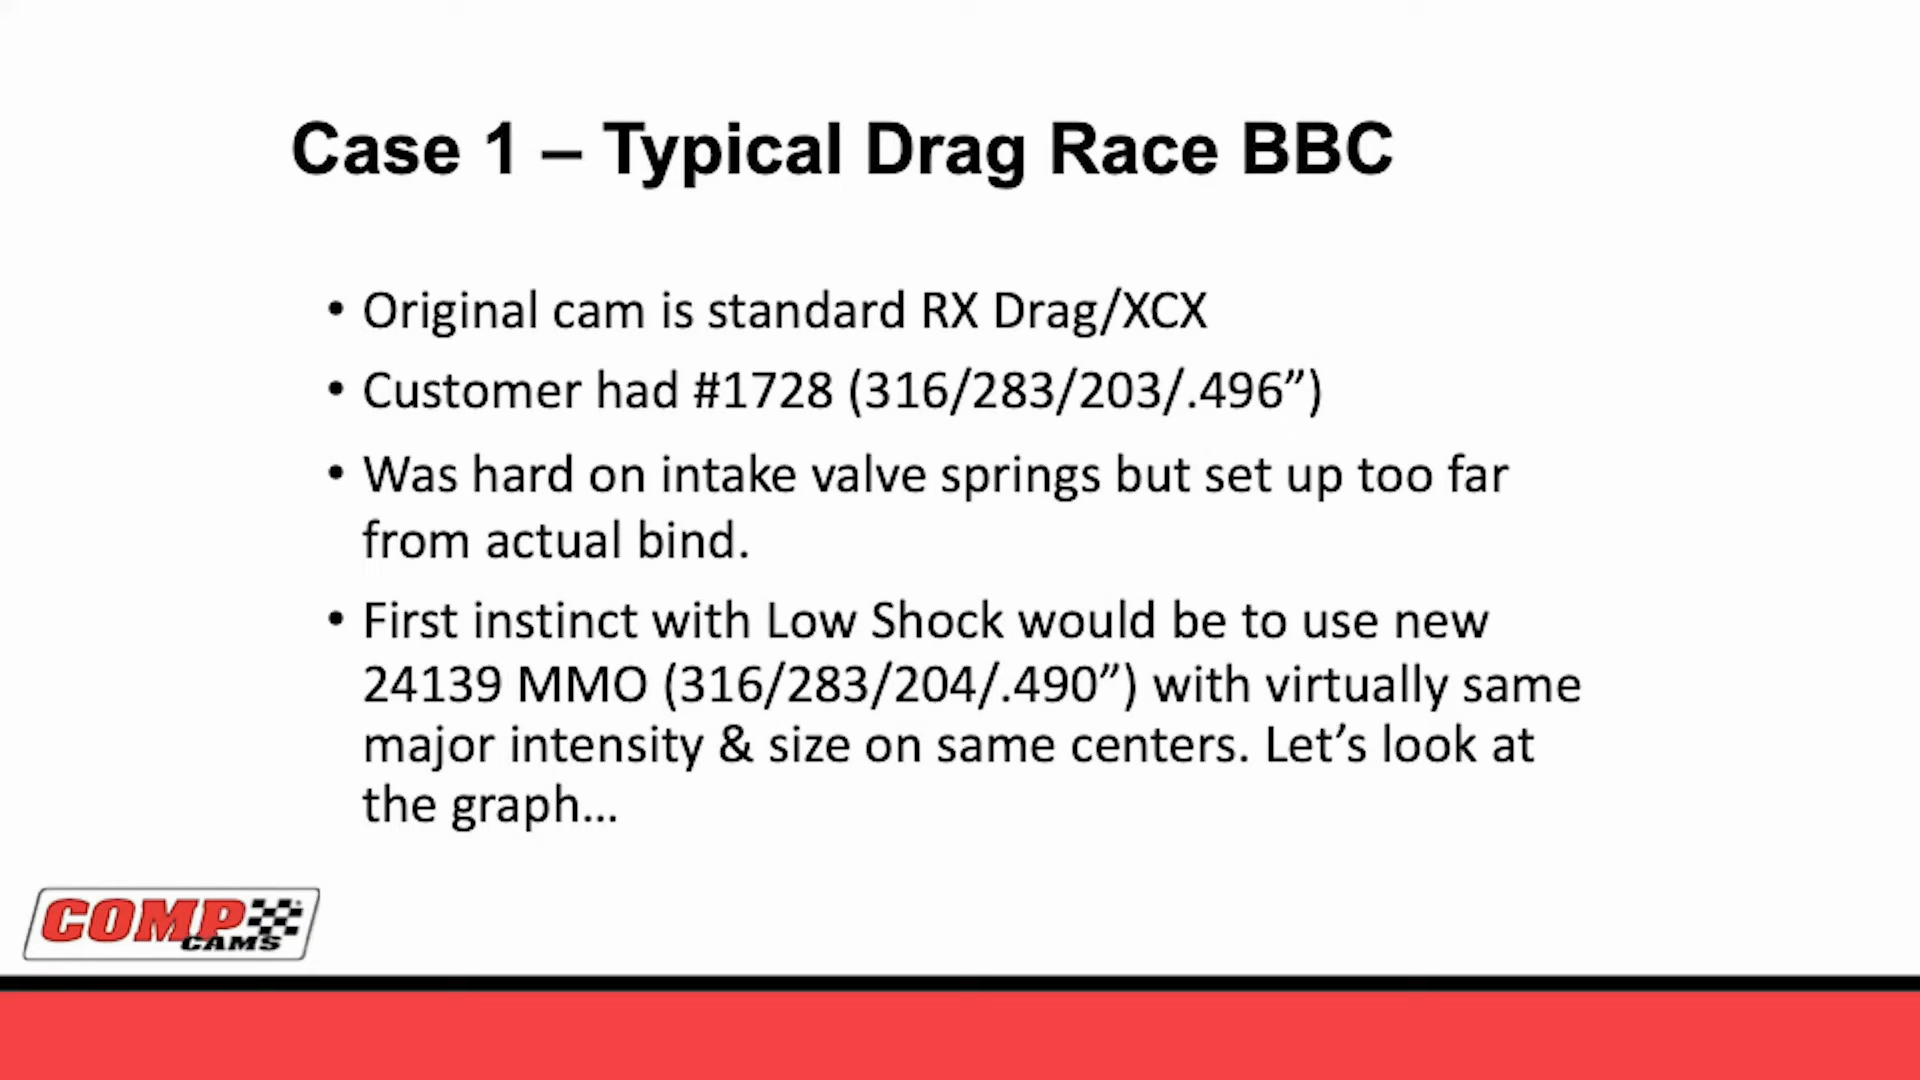 Case 1 – Typical Drag Race BBC
• Original cam is standard RX Drag/XCX
• Customer had #1728 (316/283/203/.496”)
• Was hard on intake valve springs but set up too far
from actual bind.
• First instinct with Low Shock would be to use new
24139 MMO (316/283/204/.490”) with virtually same
major intensity & size on same centers. Let’s look at
the graph…
COMP
CAMS